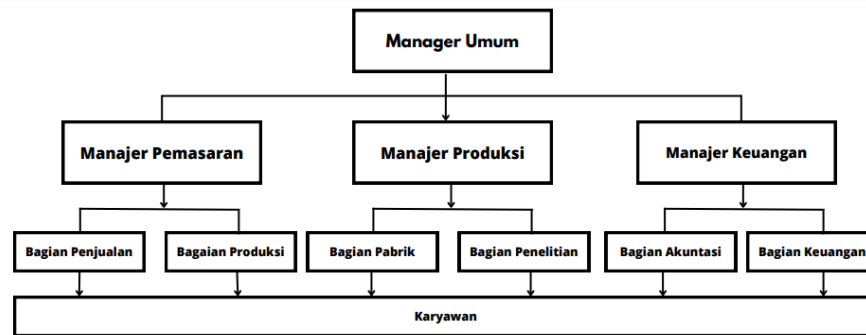 Manager Umum
Manajer Pemasaran
Manajer Produksi
Manajer Keuangan
Bagian Penjualan
Bagaian Produksi
Bagian Pabrik
Bagian Penelitian
Bagian Akuntasi
Bagian Keuangan
Karyawan